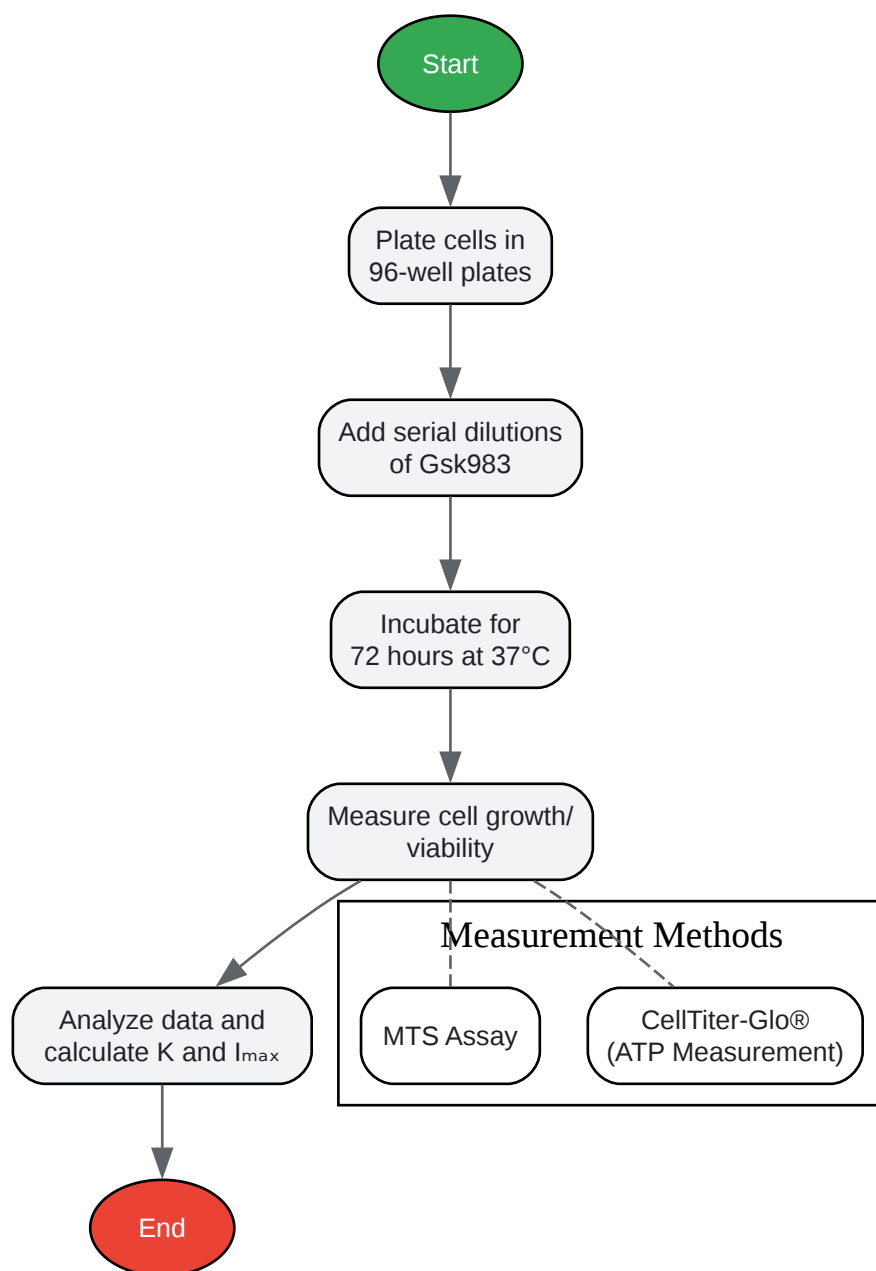 Start
Plate cells in
96-well plates
Add serial dilutions
of Gsk983
Incubate for
72 hours at 37°C
Measure cell growth/
viability
Measurement Methods
Analyze data and
calculate K and Iₘₐₓ
MTS Assay
CellTiter-Glo®
(ATP Measurement)
End